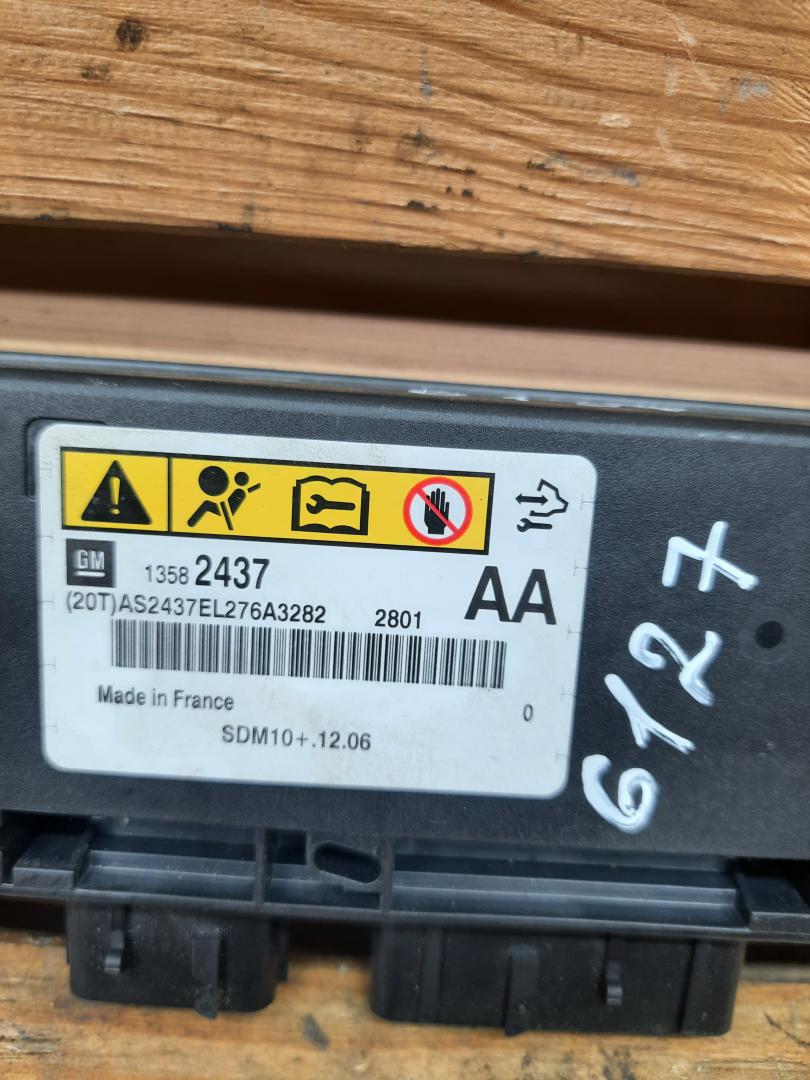 GM 1358 2437 AA
(20T)AS2437EL276A3282 2801
Made in France 0
SDM10+.12.06
6127